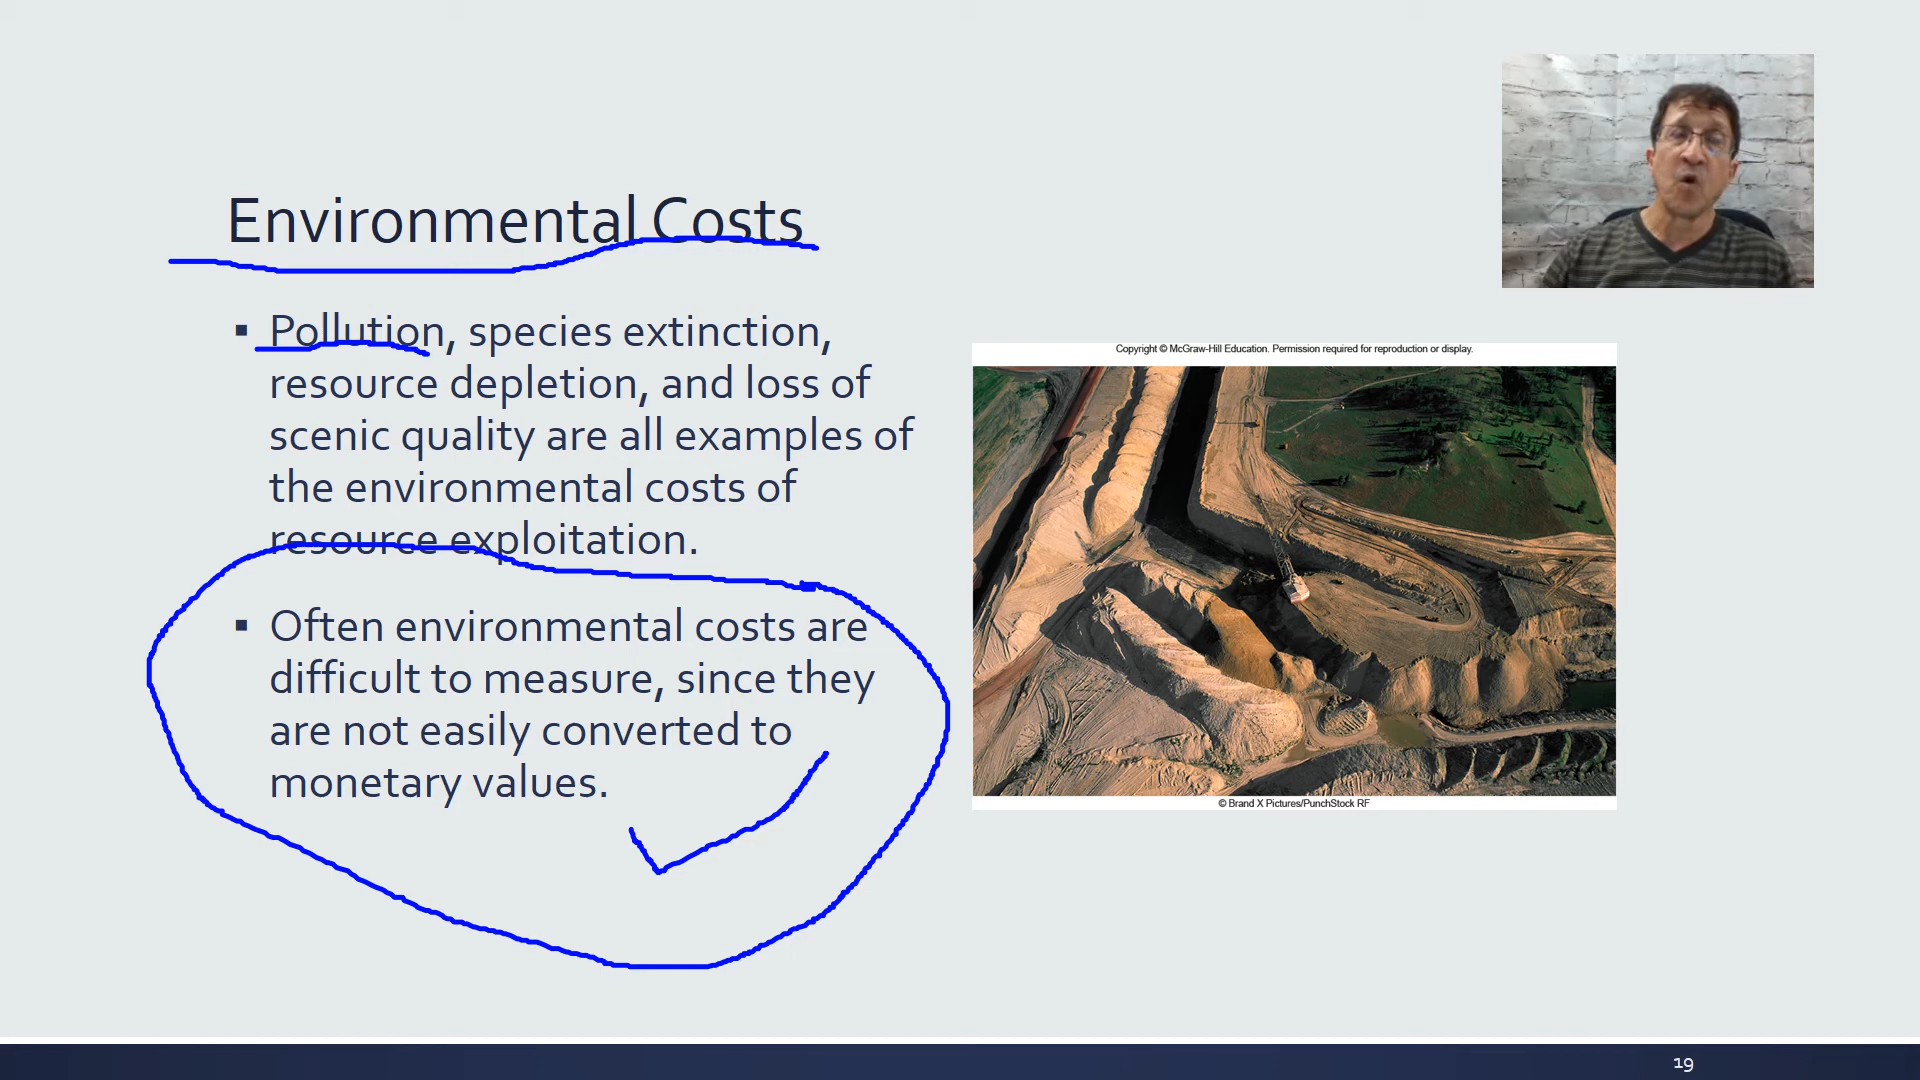 Environmental Costs
▪ Pollution, species extinction,
resource depletion, and loss of
scenic quality are all examples of
the environmental costs of
resource exploitation.
▪ Often environmental costs are
difficult to measure, since they
are not easily converted to
monetary values.
Copyright © McGraw-Hill Education. Permission required for reproduction or display.
© Brand X Pictures/PunchStock RF
19